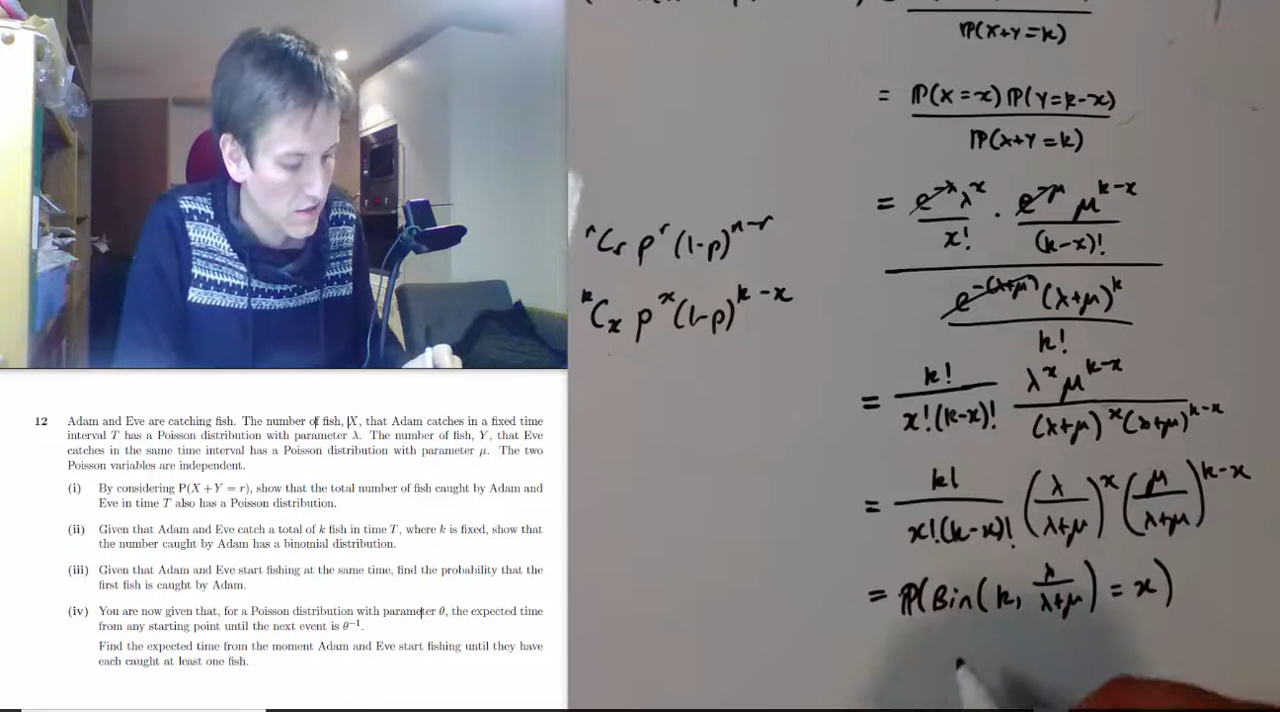 12 Adam and Eve are catching fish. The number of fish, X, that Adam catches in a fixed time
interval T has a Poisson distribution with parameter λ. The number of fish, Y, that Eve
catches in the same time interval has a Poisson distribution with parameter μ. The two
Poisson variables are independent.
(i) By considering P(X + Y = r), show that the total number of fish caught by Adam and
Eve in time T also has a Poisson distribution.
(ii) Given that Adam and Eve catch a total of k fish in time T, where k is fixed, show that
the number caught by Adam has a binomial distribution.
(iii) Given that Adam and Eve start fishing at the same time, find the probability that the
first fish is caught by Adam.
(iv) You are now given that, for a Poisson distribution with parameter θ, the expected time
from any starting point until the next event is θ⁻¹.
Find the expected time from the moment Adam and Eve start fishing until they have
each caught at least one fish.
ⁿCr pʳ(1-p)ⁿ⁻ʳ
ᵏCx pˣ(1-p)ᵏ⁻ˣ
ℙ(X+Y=k)
= ℙ(X=x) ℙ(Y=k-x)
ℙ(X+Y=k)
= e^-λ λ^x / x! · e^-μ μ^k-x / (k-x)!
e^-(λ+μ) (λ+μ)^k / k!
= k! / x!(k-x)! λ^x μ^k-x / (λ+μ)^x (λ+μ)^k-x
= k! / x!(k-x)! (λ / λ+μ)^x (μ / λ+μ)^k-x
= ℙ(Bin(k, λ / λ+μ) = x)